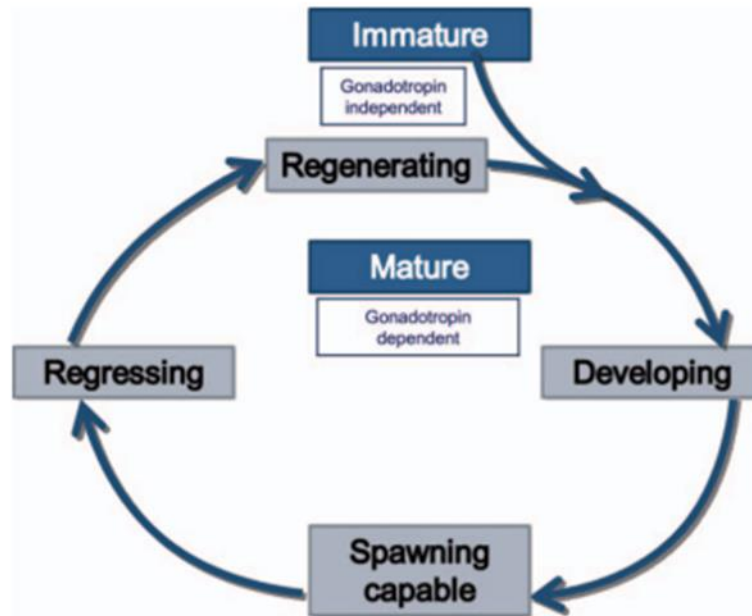 Immature
Gonadotropin
independent
Regenerating
Mature
Gonadotropin
dependent
Regressing
Developing
Spawning
capable